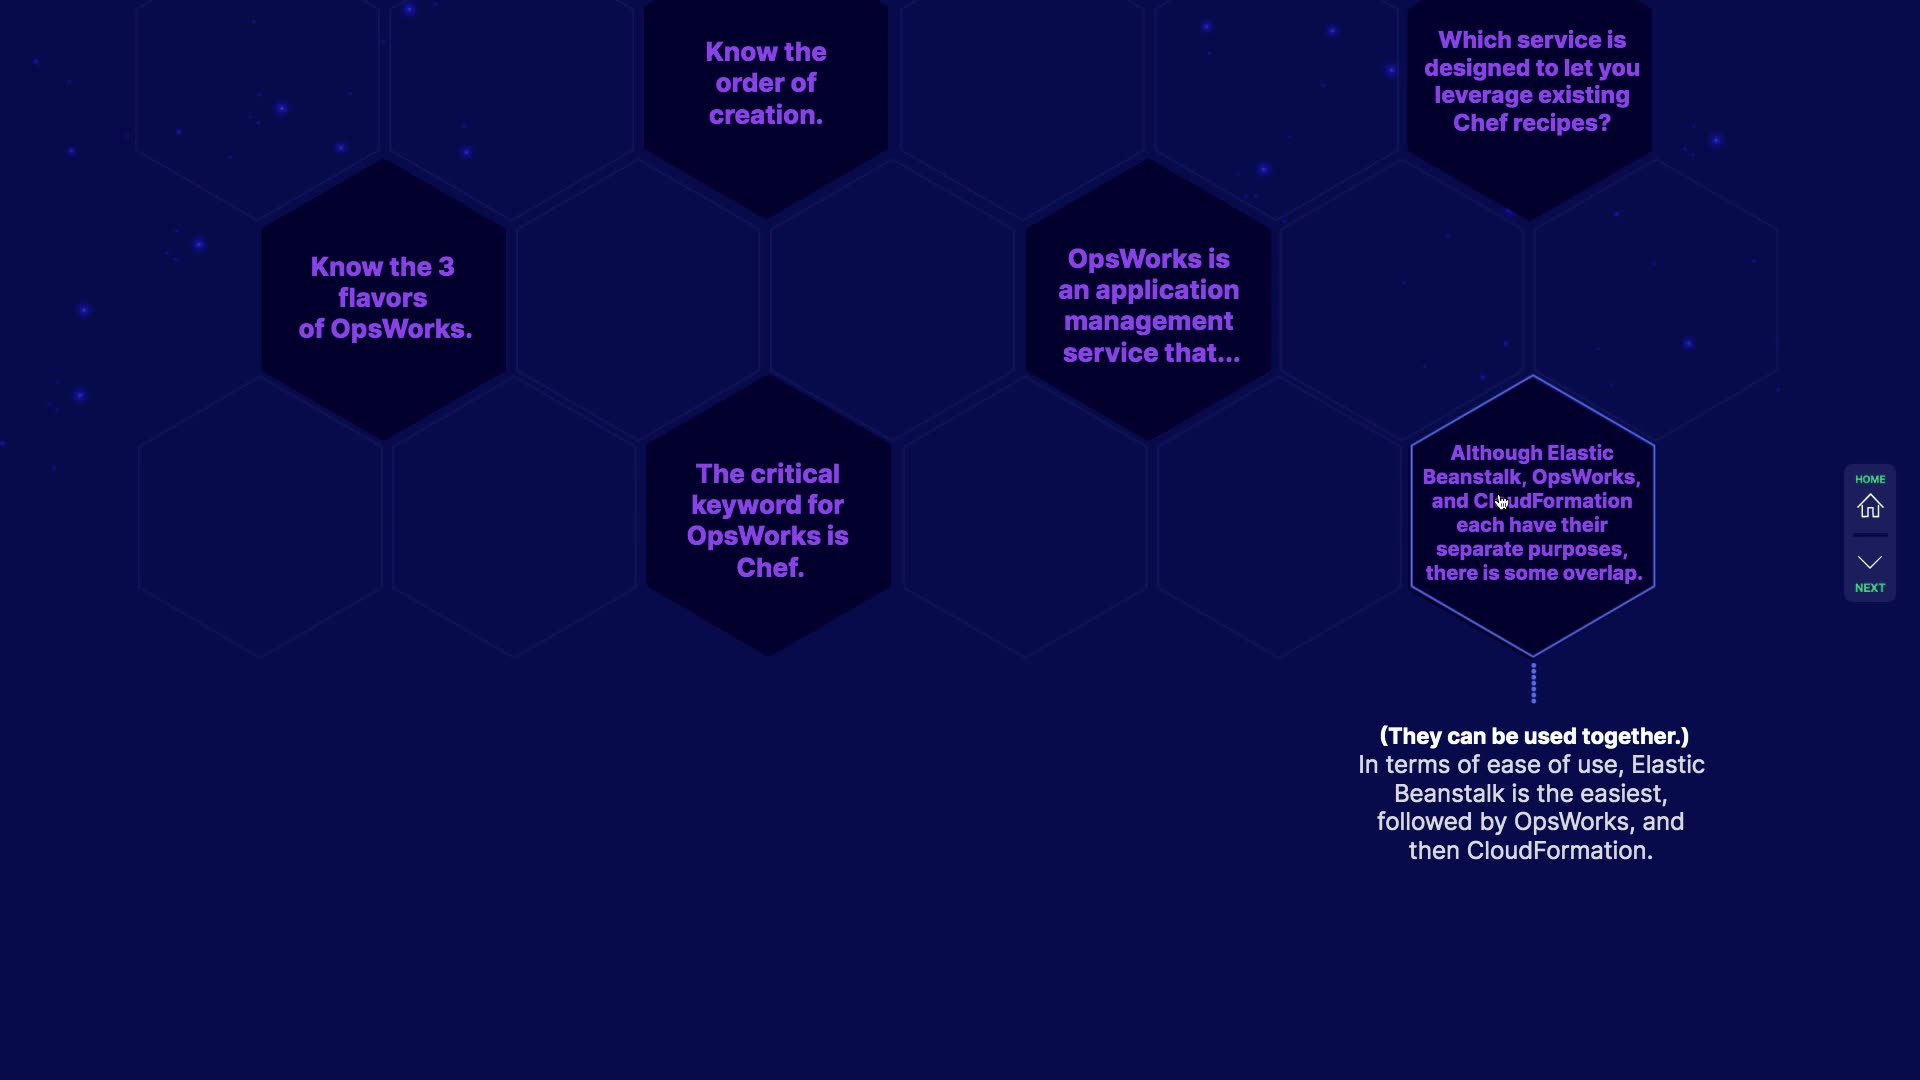 Know the
order of
creation.
Which service is
designed to let you
leverage existing
Chef recipes?
Know the 3
flavors
of OpsWorks.
OpsWorks is
an application
management
service that...
The critical
keyword for
OpsWorks is
Chef.
Although Elastic
Beanstalk, OpsWorks,
and CloudFormation
each have their
separate purposes,
there is some overlap.
(They can be used together.)
In terms of ease of use, Elastic
Beanstalk is the easiest,
followed by OpsWorks, and
then CloudFormation.
HOME
NEXT